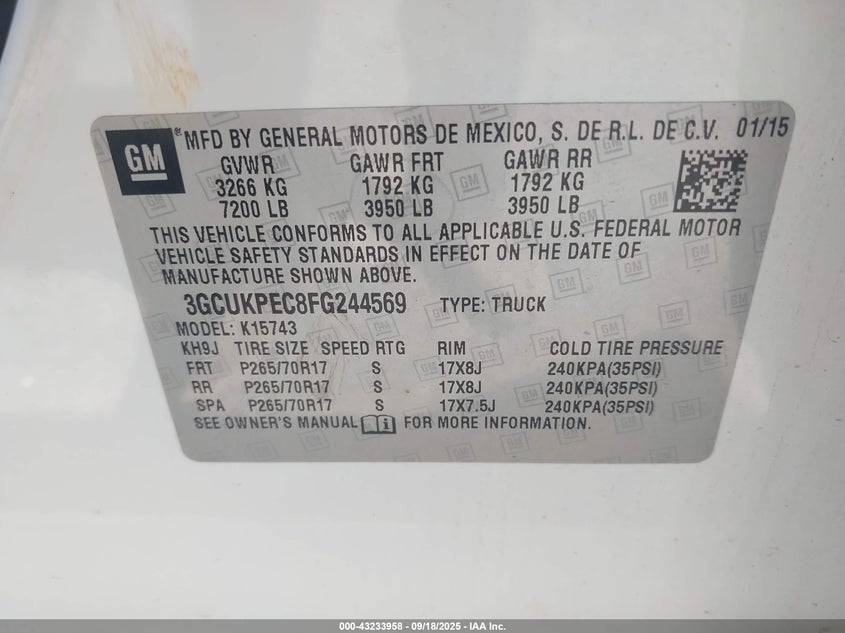 GM
MFD BY GENERAL MOTORS DE MEXICO, S. DE R.L. DE C.V. 01/15
GVWR GAWR FRT GAWR RR
3266 KG 1792 KG 1792 KG
7200 LB 3950 LB 3950 LB
THIS VEHICLE CONFORMS TO ALL APPLICABLE U.S. FEDERAL MOTOR
VEHICLE SAFETY STANDARDS IN EFFECT ON THE DATE OF
MANUFACTURE SHOWN ABOVE.
3GCUKPEC8FG244569 TYPE: TRUCK
MODEL: K15743
KH9J TIRE SIZE SPEED RTG RIM COLD TIRE PRESSURE
FRT P265/70R17 S 17X8J 240KPA(35PSI)
RR P265/70R17 S 17X8J 240KPA(35PSI)
SPA P265/70R17 S 17X7.5J 240KPA(35PSI)
SEE OWNER'S MANUAL FOR MORE INFORMATION.
000-43233958 - 09/18/2025 - IAA Inc.